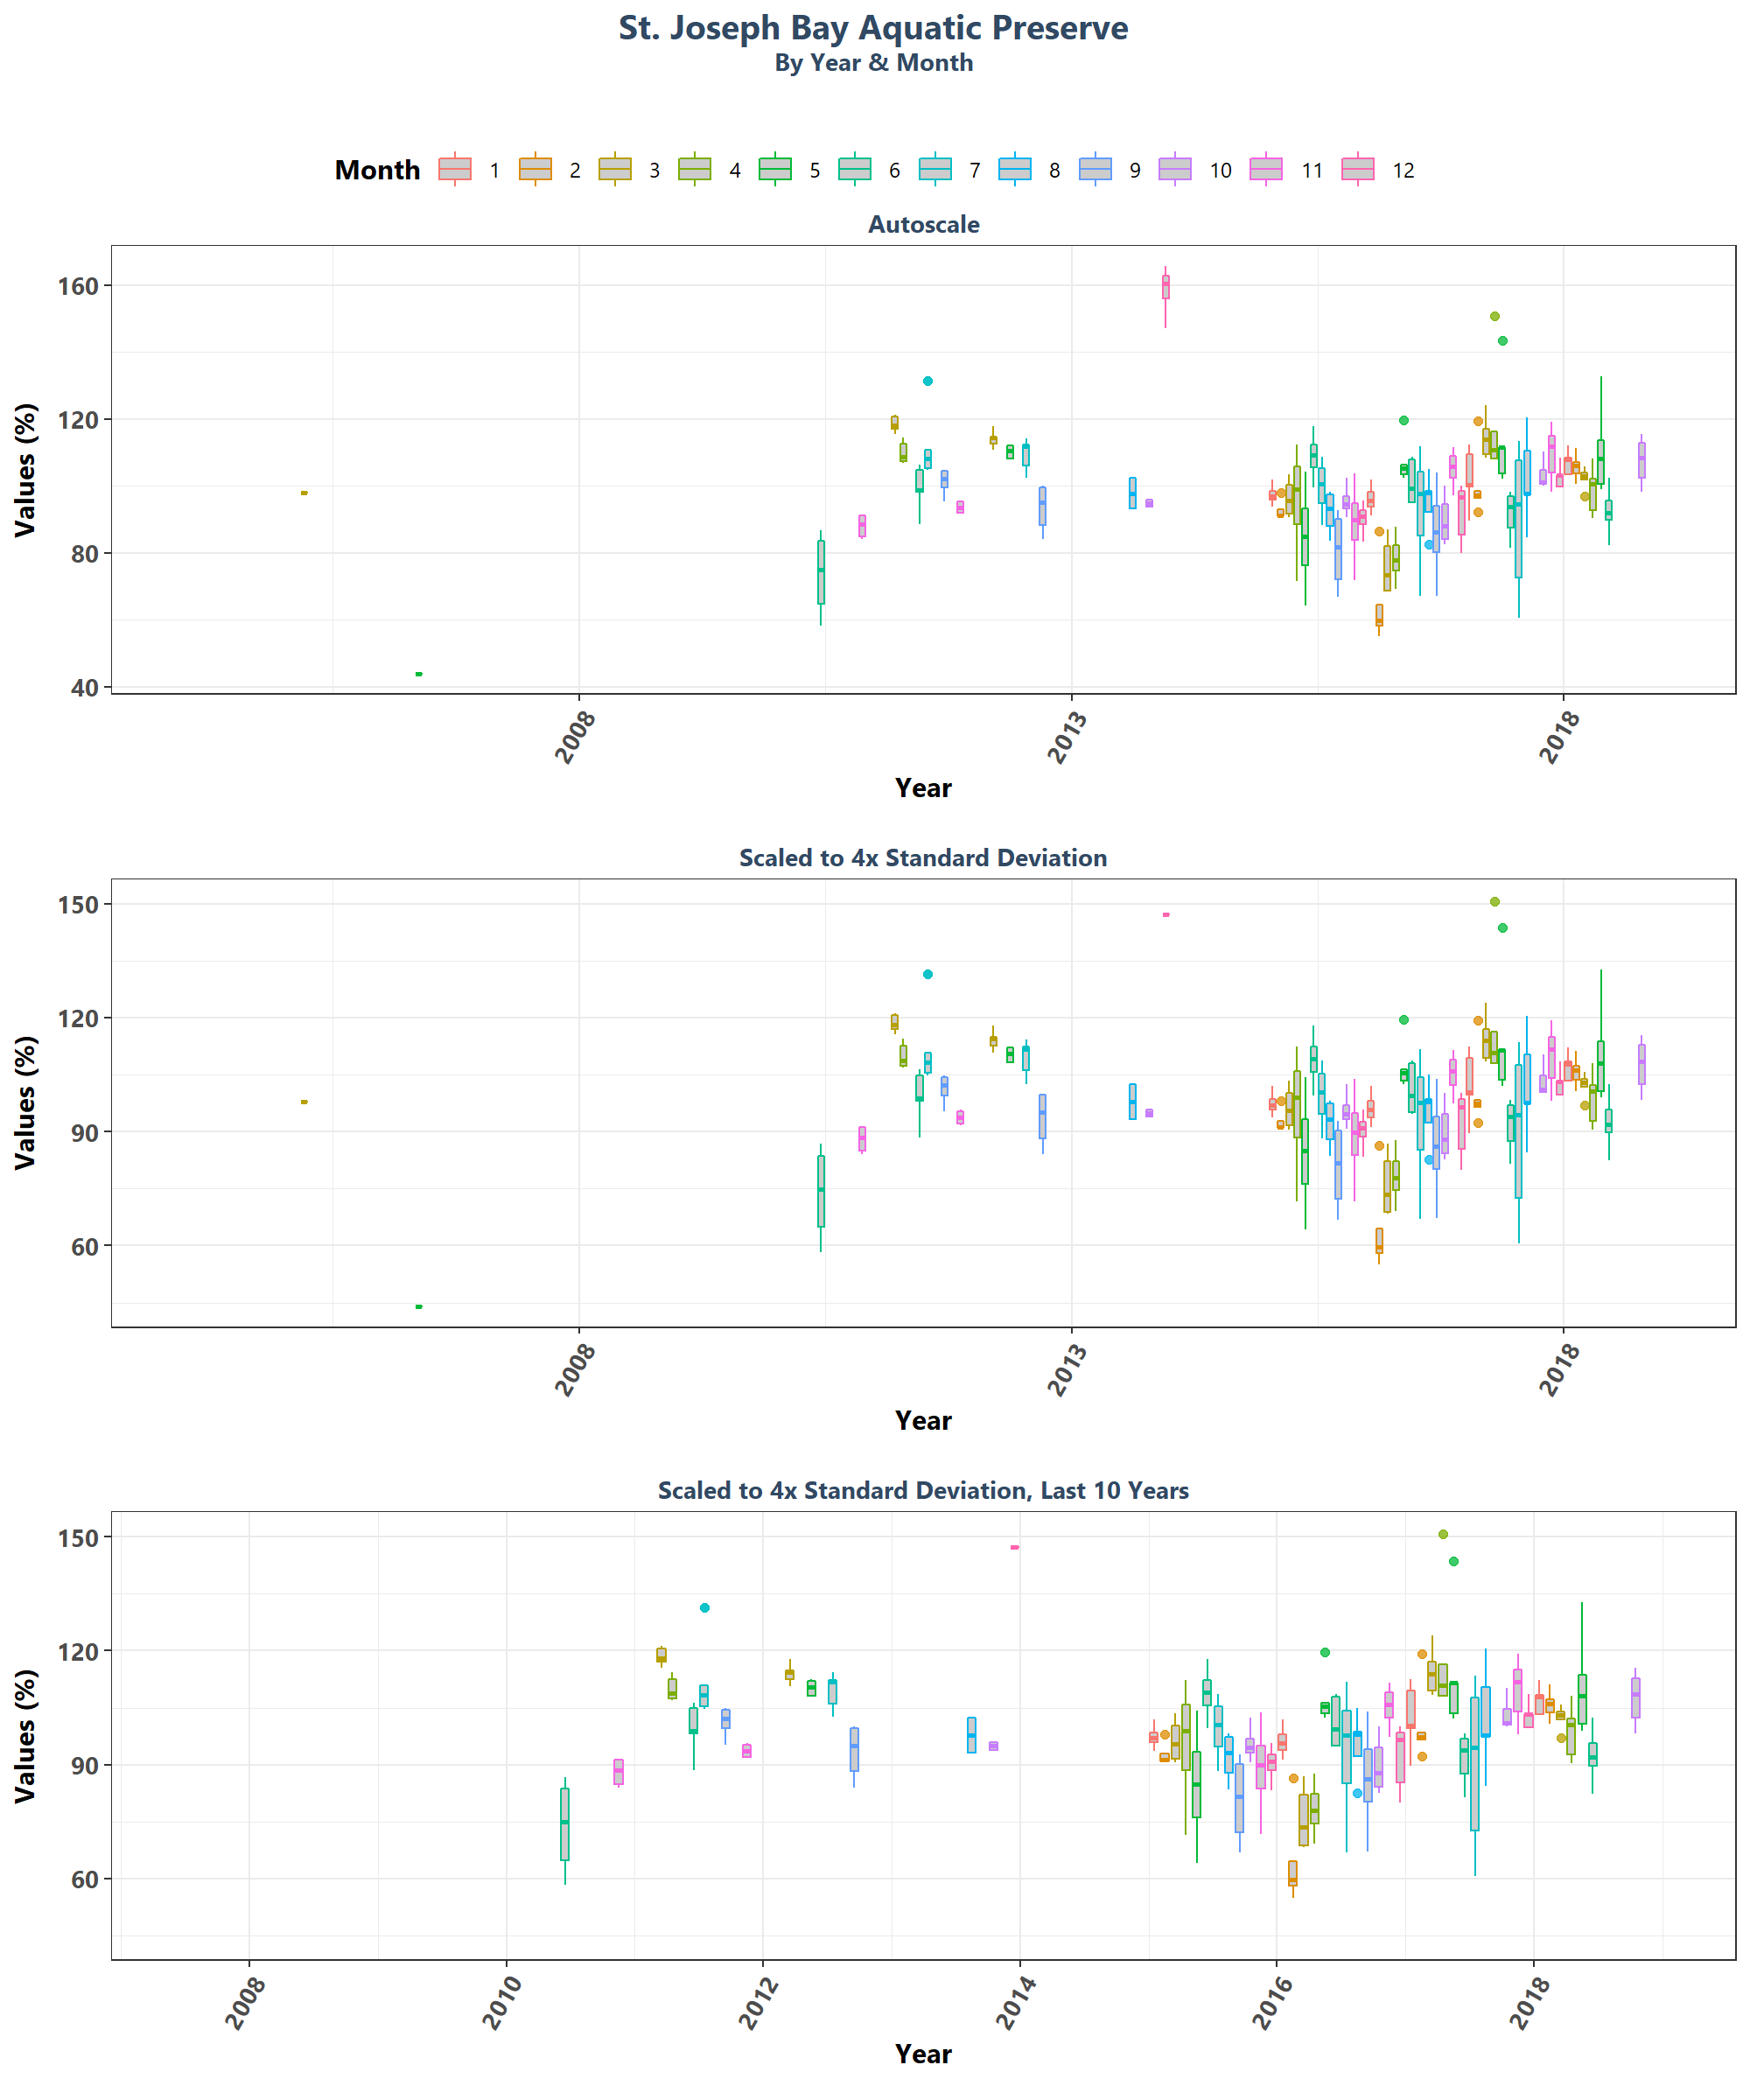 St. Joseph Bay Aquatic Preserve
By Year & Month
Month 1 2 3 4 5 6 7 8 9 10 11 12
Autoscale
Values (%)
160
120
80
40
2008 2013 2018
Year
Scaled to 4x Standard Deviation
Values (%)
150
120
90
60
2008 2013 2018
Year
Scaled to 4x Standard Deviation, Last 10 Years
Values (%)
150
120
90
60
2008 2010 2012 2014 2016 2018
Year